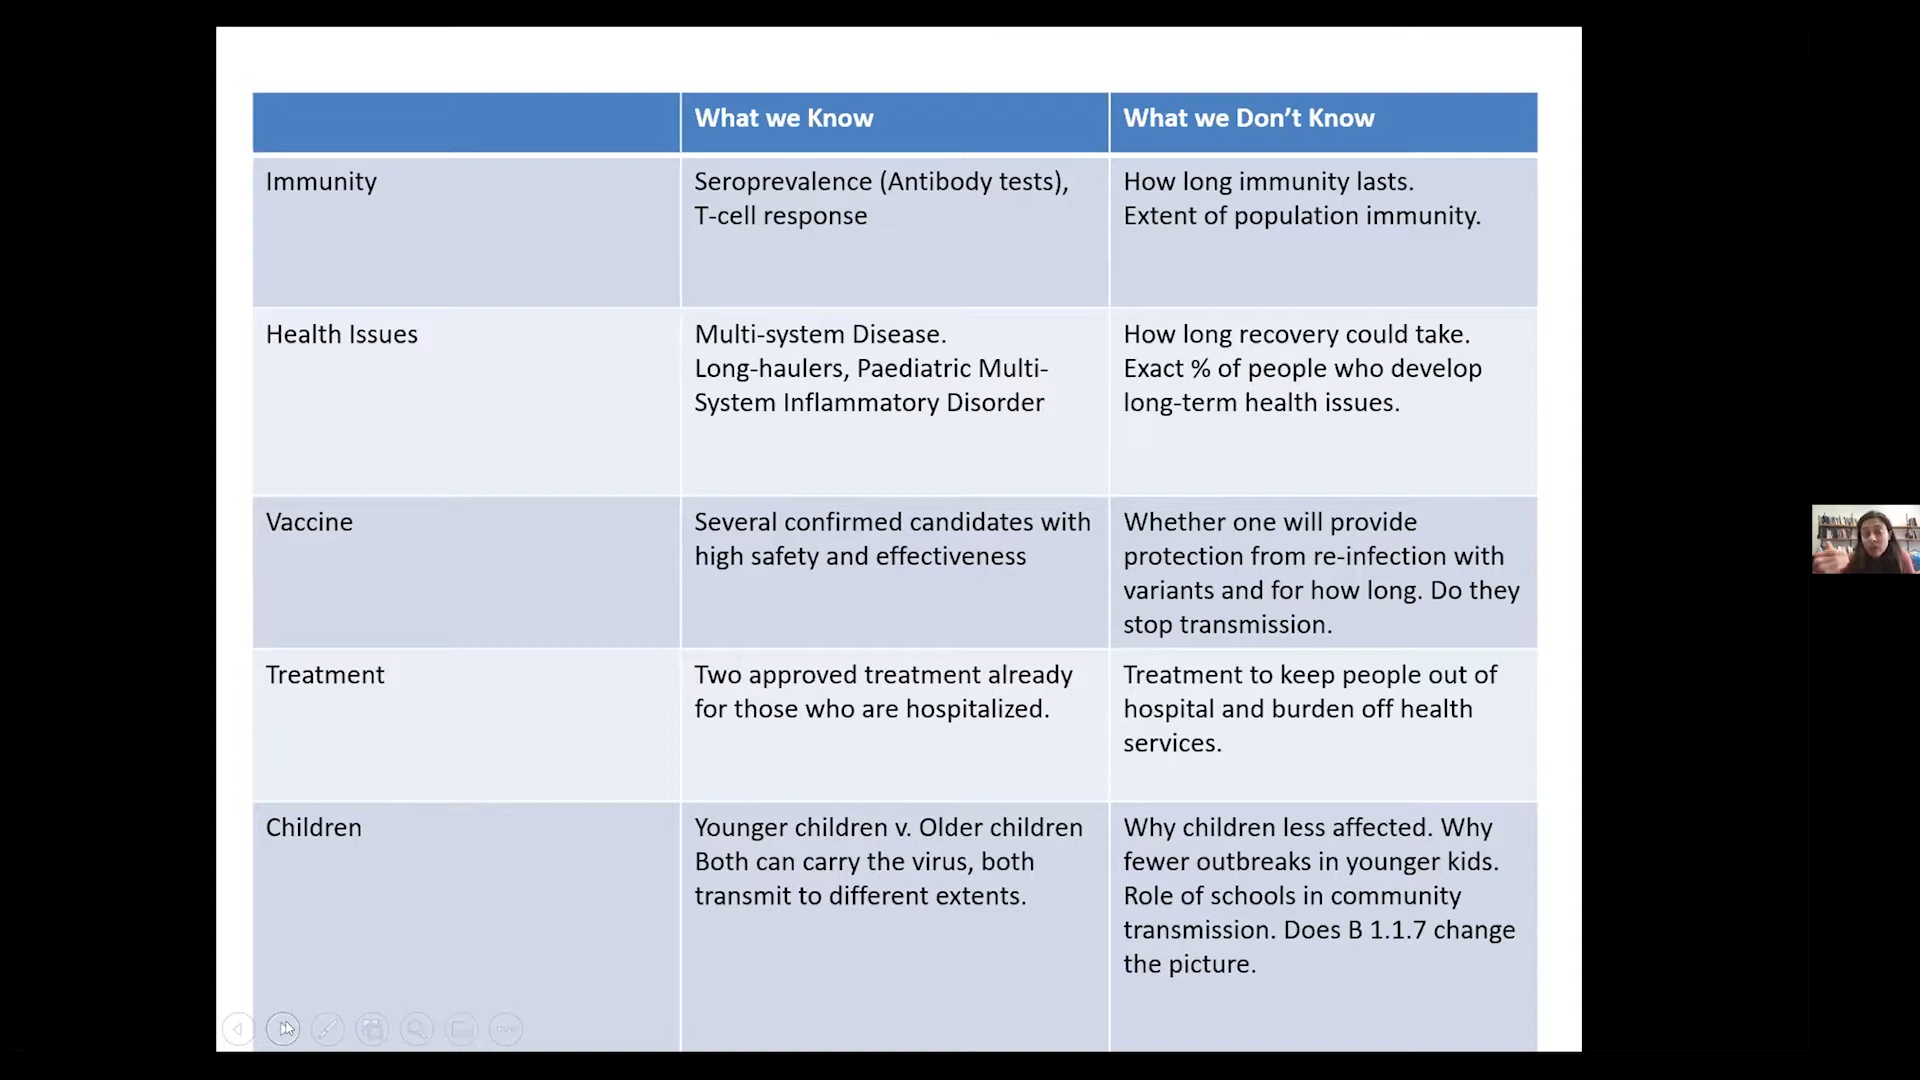 What we Know
What we Don't Know
Immunity
Seroprevalence (Antibody tests),
T-cell response
How long immunity lasts.
Extent of population immunity.
Health Issues
Multi-system Disease.
Long-haulers, Paediatric Multi-
System Inflammatory Disorder
How long recovery could take.
Exact % of people who develop
long-term health issues.
Vaccine
Several confirmed candidates with
high safety and effectiveness
Whether one will provide
protection from re-infection with
variants and for how long. Do they
stop transmission.
Treatment
Two approved treatment already
for those who are hospitalized.
Treatment to keep people out of
hospital and burden off health
services.
Children
Younger children v. Older children
Both can carry the virus, both
transmit to different extents.
Why children less affected. Why
fewer outbreaks in younger kids.
Role of schools in community
transmission. Does B 1.1.7 change
the picture.